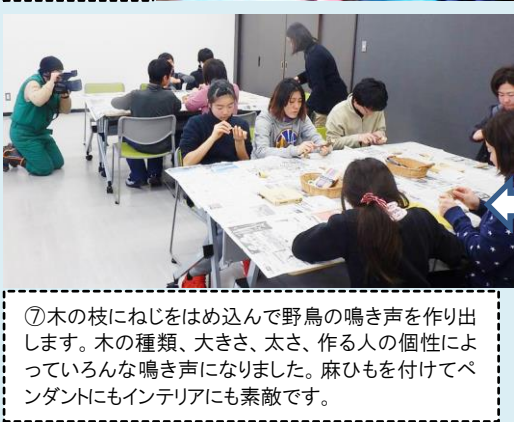 ⑦木の枝にねじをはめ込んで野鳥の鳴き声を作り出
します。木の種類、大きさ、太さ、作る人の個性によ
っていろんな鳴き声になりました。麻ひもを付けてペ
ンダントにもインテリアにも素敵です。